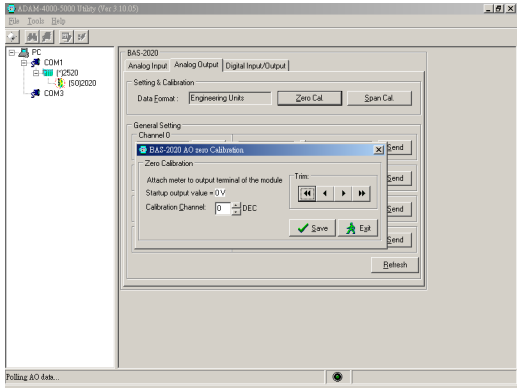 ADAM-4000-5000 Utility (Ver 3.10.05)
File Tools Help
PC
COM1
(*)2520
(S0)2020
COM3
BAS-2020
Analog Input Analog Output Digital Input/Output
Setting & Calibration
Data Format : Engineering Units Zero Cal. Span Cal.
General Setting
Channel 0
Send
BAS-2020 AO zero Calibration
Zero Calibration
Attach meter to output terminal of the module
Startup output value = 0 V
Calibration Channel: 0 DEC
Trim:
Save Exit
Send
Send
Send
Refresh
Polling AO data...